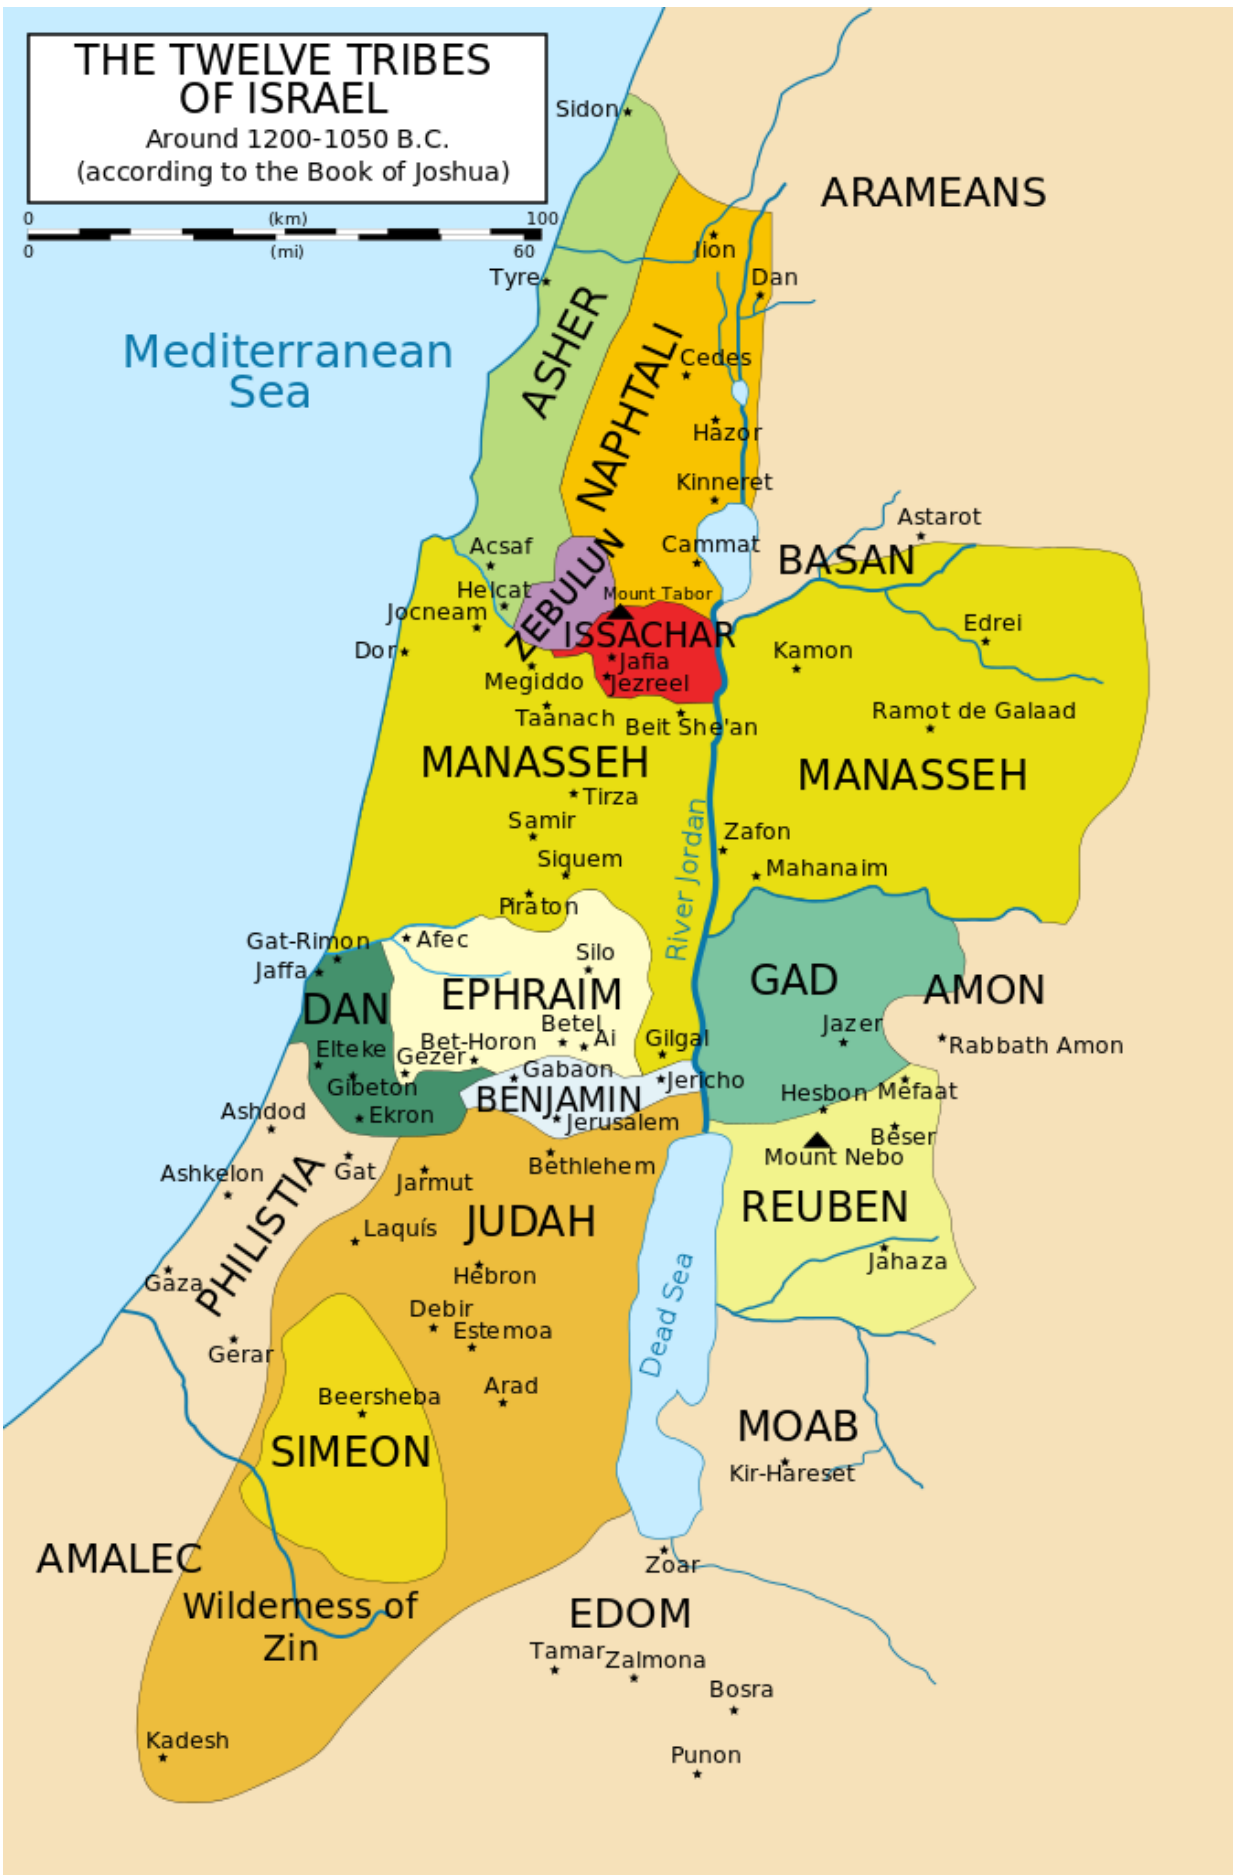 THE TWELVE TRIBES
OF ISRAEL
Around 1200-1050 B.C.
(according to the Book of Joshua)
0 (km) 100
0 (mi) 60
Sidon
ARAMEANS
Iion
Tyre
Dan
Mediterranean
Sea
ASHER
NAPHTALI
Cedes
Hazor
Kinneret
Astarot
Acsaf
Cammat
BASAN
Helcat
ZEBULUN
Mount Tabor
Jocneam
ISSACHAR
Edrei
Dor
Jafia
Kamon
Megiddo
Jezreel
Taanach
Beit She'an
Ramot de Galaad
MANASSEH
MANASSEH
Tirza
Samir
River Jordan
Zafon
Siquem
Mahanaim
Piraton
Gat-Rimon
Afec
Jaffa
Silo
DAN
EPHRAIM
GAD
AMON
Betel
Jazer
Elteke
Bet-Horon
Ai
Gilgal
Rabbath Amon
Gezer
Gibeton
Gabaon
Jericho
Hesbon
Mefaat
Ashdod
Ekron
BENJAMIN
Jerusalem
Beser
Mount Nebo
Ashkelon
Gat
Jarmut
Bethlehem
PHILISTIA
Laquís
JUDAH
REUBEN
Gaza
Hebron
Jahaza
Debir
Estemoa
Dead Sea
Gerar
Beersheba
Arad
SIMEON
MOAB
Kir-Hareset
AMALEC
Zoar
Wilderness of
Zin
EDOM
Tamar
Zalmona
Bosra
Kadesh
Punon